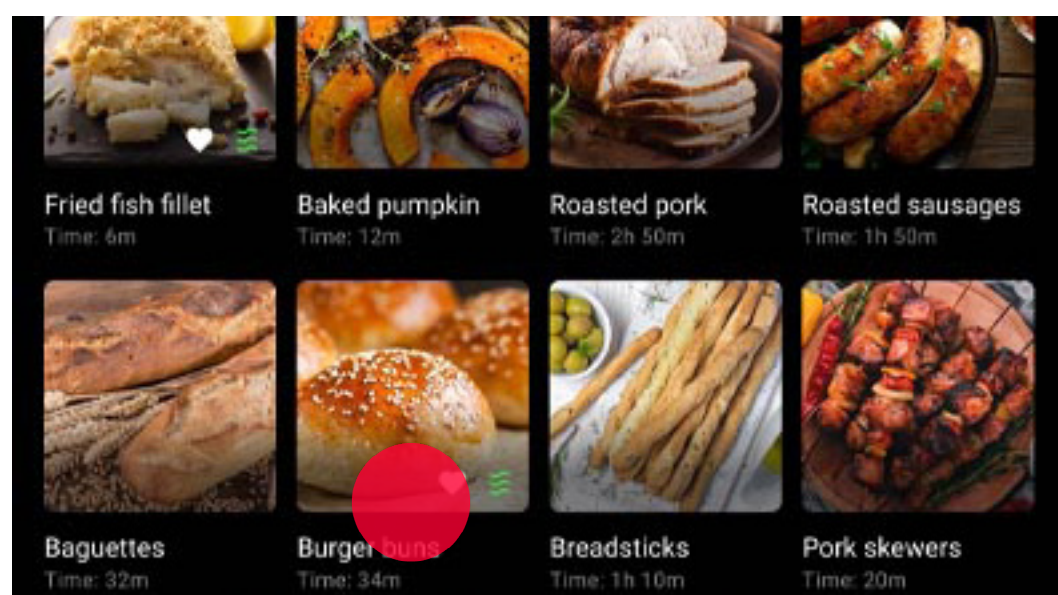 Fried fish fillet
Time: 6m
Baked pumpkin
Time: 12m
Roasted pork
Time: 2h 50m
Roasted sausages
Time: 1h 50m
Baguettes
Time: 32m
Burger buns
Time: 34m
Breadsticks
Time: 1h 10m
Pork skewers
Time: 20m